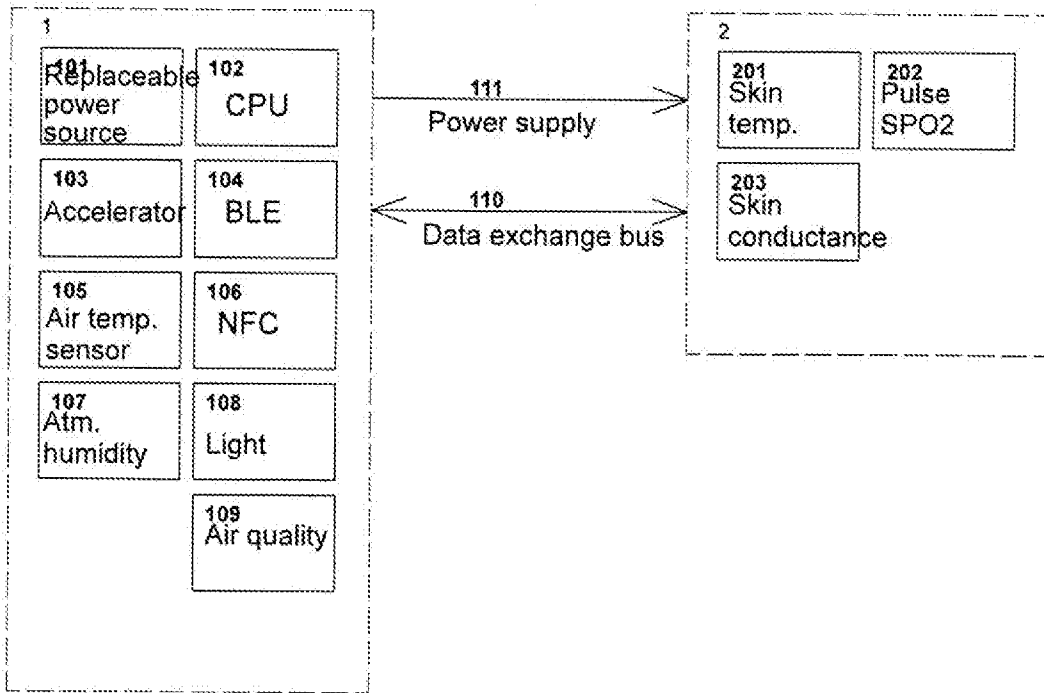 1
101
Replaceable
power
source
102
CPU
103
Accelerator
104
BLE
105
Air temp.
sensor
106
NFC
107
Atm.
humidity
108
Light
109
Air quality
111
Power supply
110
Data exchange bus
2
201
Skin
temp.
202
Pulse
SPO2
203
Skin
conductance